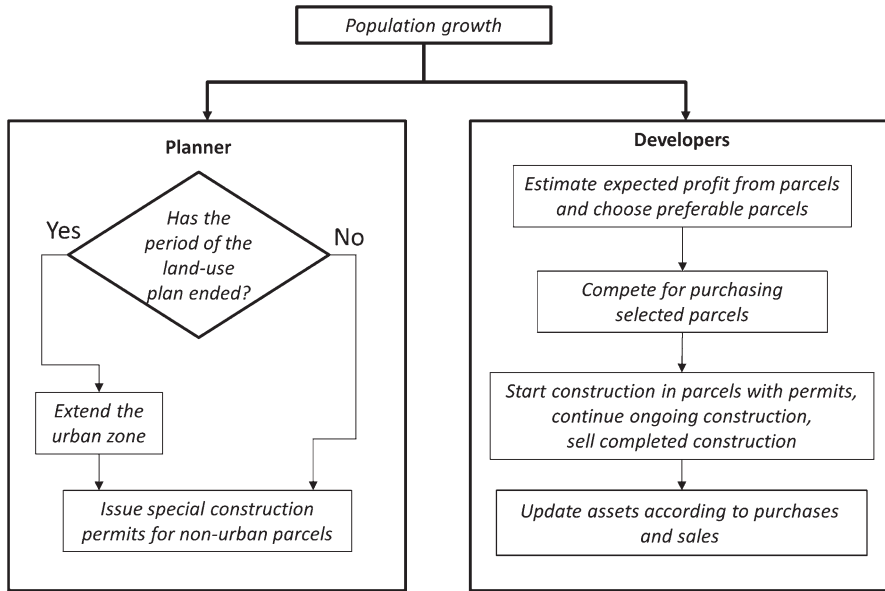 Population growth
Planner
Has the
period of the
land-use
plan ended?
Yes
No
Extend the
urban zone
Issue special construction
permits for non-urban parcels
Developers
Estimate expected profit from parcels
and choose preferable parcels
Compete for purchasing
selected parcels
Start construction in parcels with permits,
continue ongoing construction,
sell completed construction
Update assets according to purchases
and sales